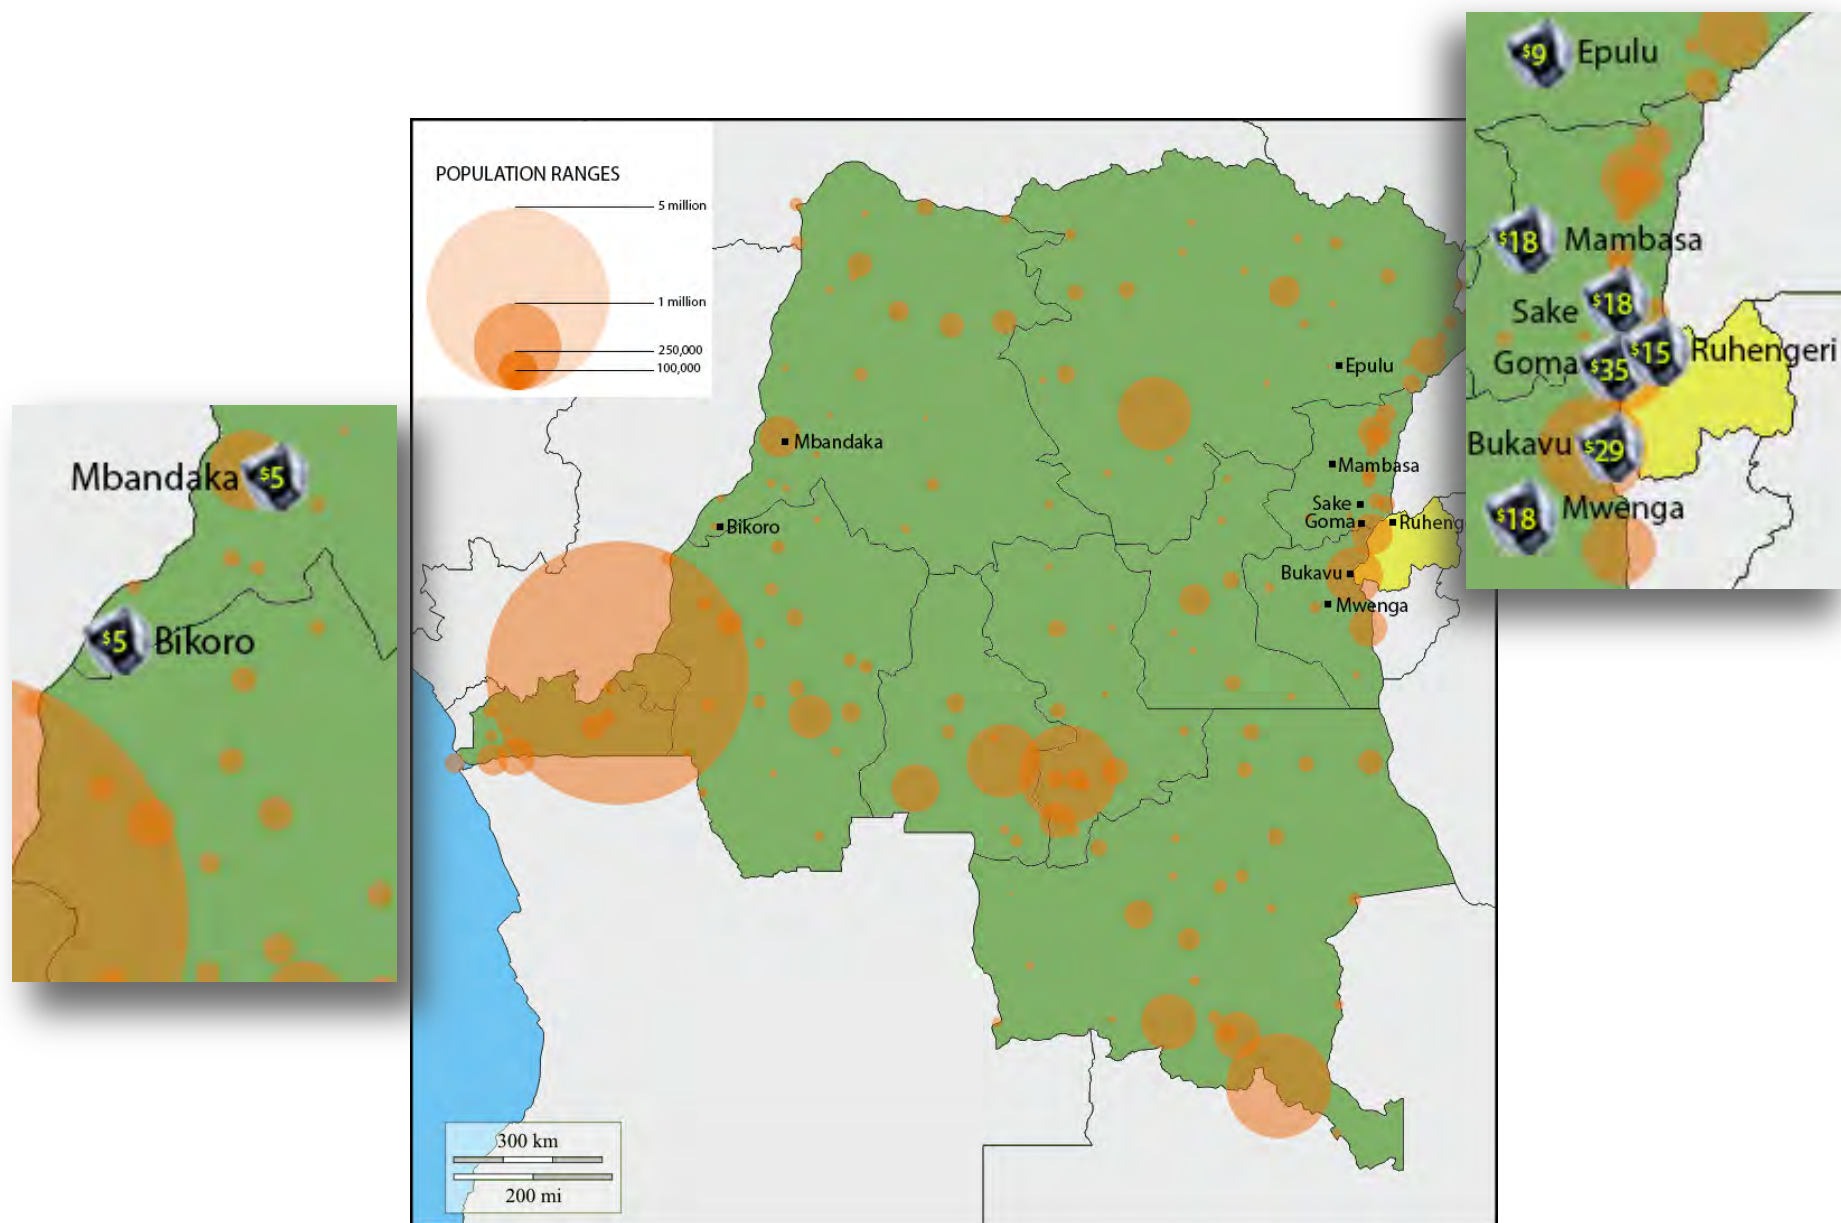 POPULATION RANGES
5 million
1 million
250,000
100,000
Epulu
Mbandaka
Mambasa
Sake
Goma
Ruheng
Bikoro
Bukavu
Mwenga
300 km
200 mi
Mbandaka $5
$5 Bikoro
$9 Epulu
$18 Mambasa
Sake $18
Goma $35 $15 Ruhengeri
Bukavu $29
$18 Mwenga